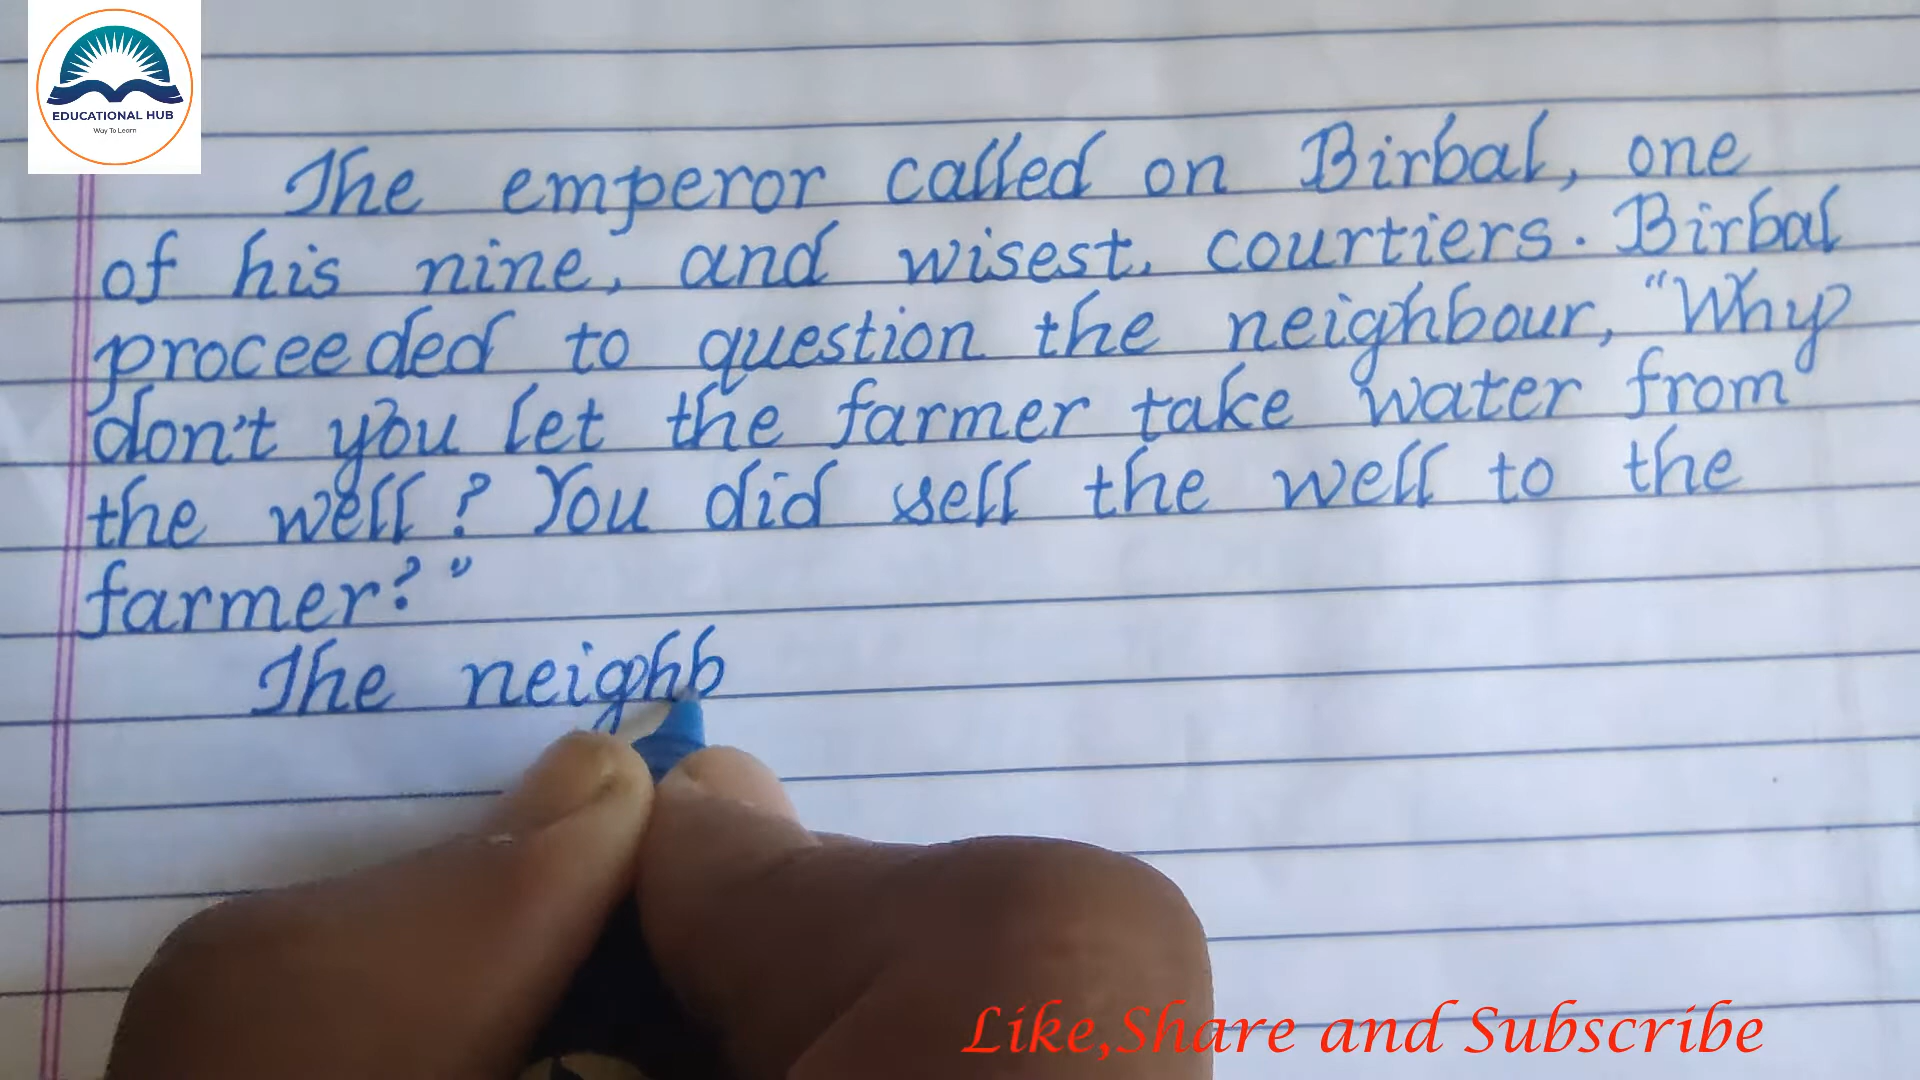 EDUCATIONAL HUB
Way To Learn
The emperor called on Birbal, one
of his nine, and wisest. courtiers. Birbal
proceeded to question the neighbour, "Why
don't you let the farmer take water from
the well? You did sell the well to the
farmer?"
The neighb
Like,Share and Subscribe